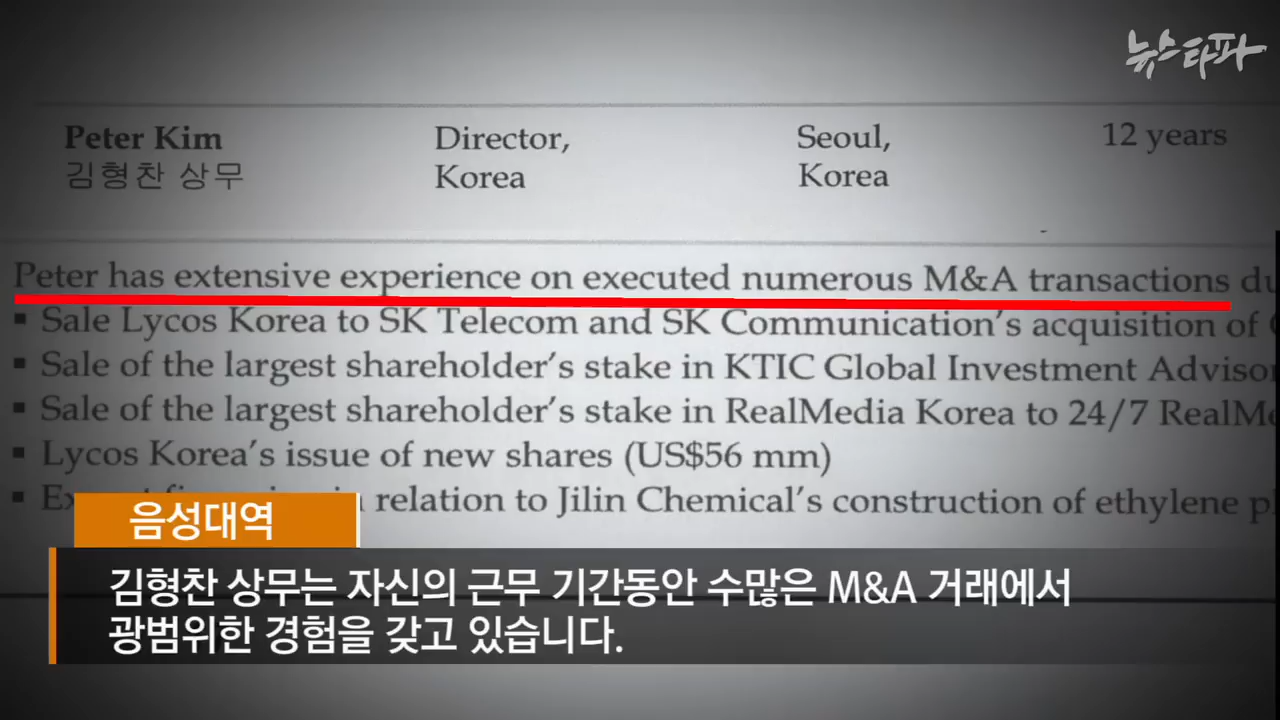 뉴스타파
Peter Kim
김형찬 상무
Director,
Korea
Seoul,
Korea
12 years
Peter has extensive experience on executed numerous M&A transactions
▪ Sale Lycos Korea to SK Telecom and SK Communication's acquisition of
▪ Sale of the largest shareholder's stake in KTIC Global Investment
▪ Sale of the largest shareholder's stake in RealMedia Korea to 24/7
▪ Lycos Korea's issue of new shares (US$56 mm)
▪ relation to Jilin Chemical's construction of ethylene
음성대역
김형찬 상무는 자신의 근무 기간동안 수많은 M&A 거래에서
광범위한 경험을 갖고 있습니다.